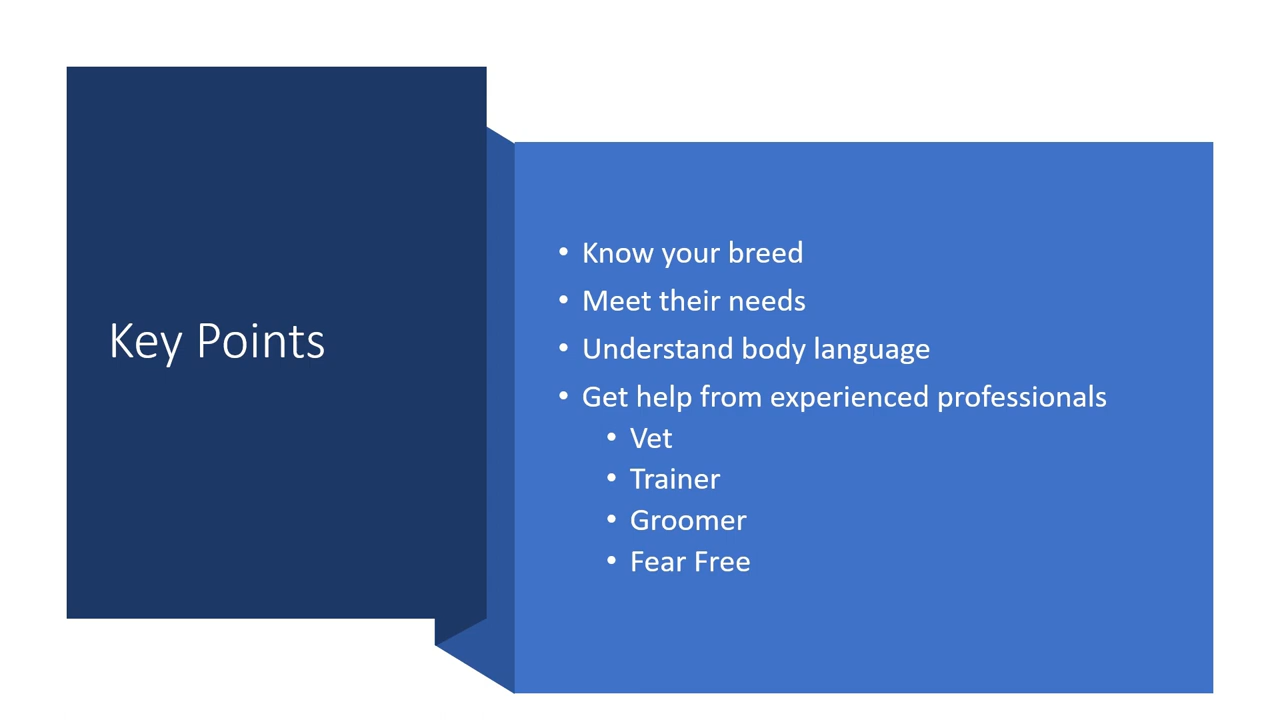 Key Points
• Know your breed
• Meet their needs
• Understand body language
• Get help from experienced professionals
• Vet
• Trainer
• Groomer
• Fear Free